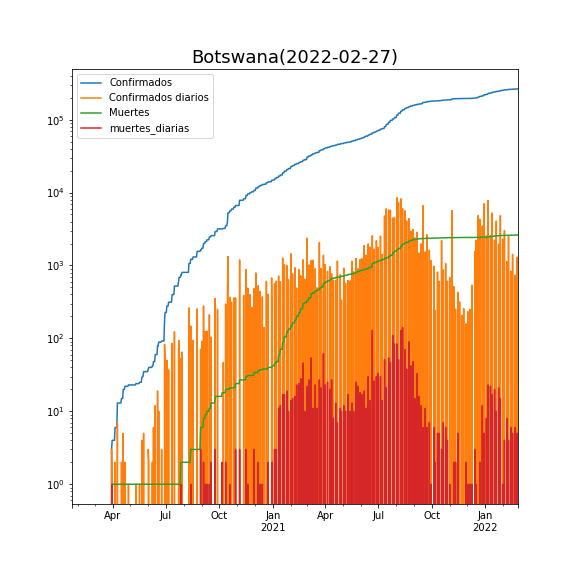 Botswana(2022-02-27)
Confirmados
Confirmados diarios
Muertes
muertes_diarias
10^5
10^4
10^3
10^2
10^1
10^0
Apr Jul Oct Jan Apr Jul Oct Jan
2021 2022